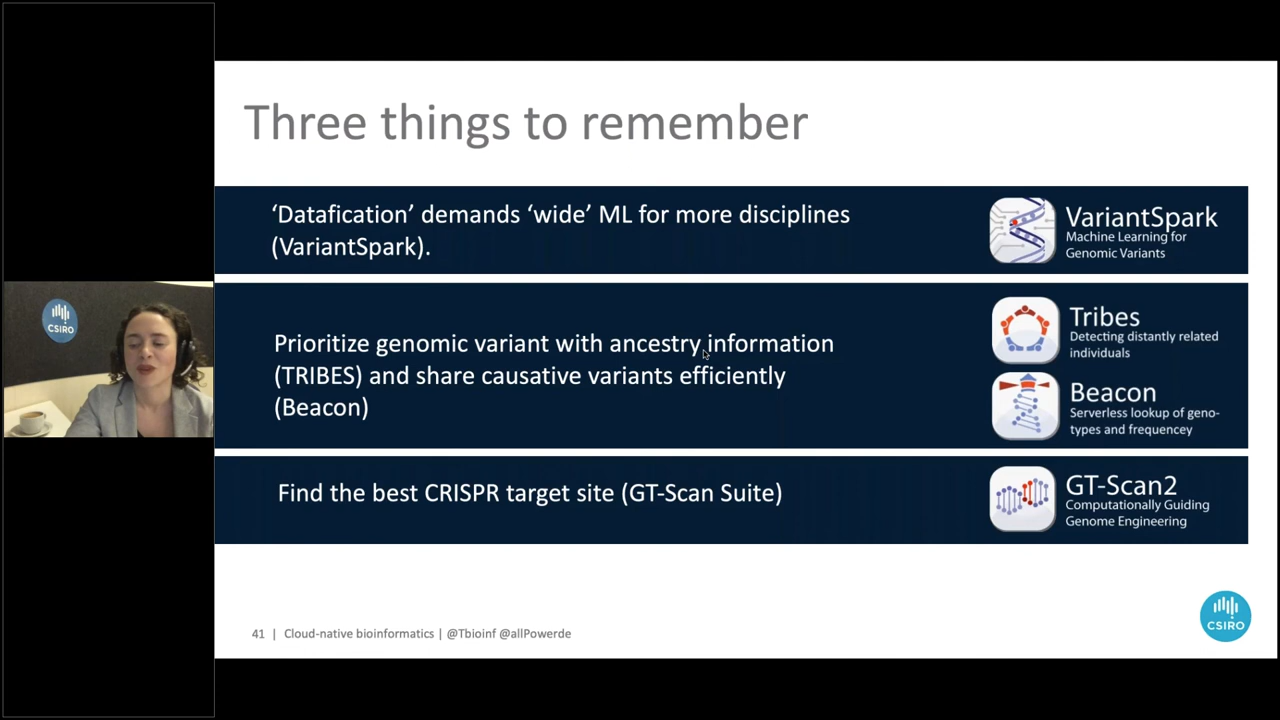 Three things to remember
‘Datafication’ demands ‘wide’ ML for more disciplines
(VariantSpark).
VariantSpark
Machine Learning for
Genomic Variants
Prioritize genomic variant with ancestry information
(TRIBES) and share causative variants efficiently
(Beacon)
Tribes
Detecting distantly related
individuals
Beacon
Serverless lookup of geno-
types and frequencey
Find the best CRISPR target site (GT-Scan Suite)
GT-Scan2
Computationally Guiding
Genome Engineering
CSIRO
41 | Cloud-native bioinformatics | @Tbioinf @allPowerde
CSIRO